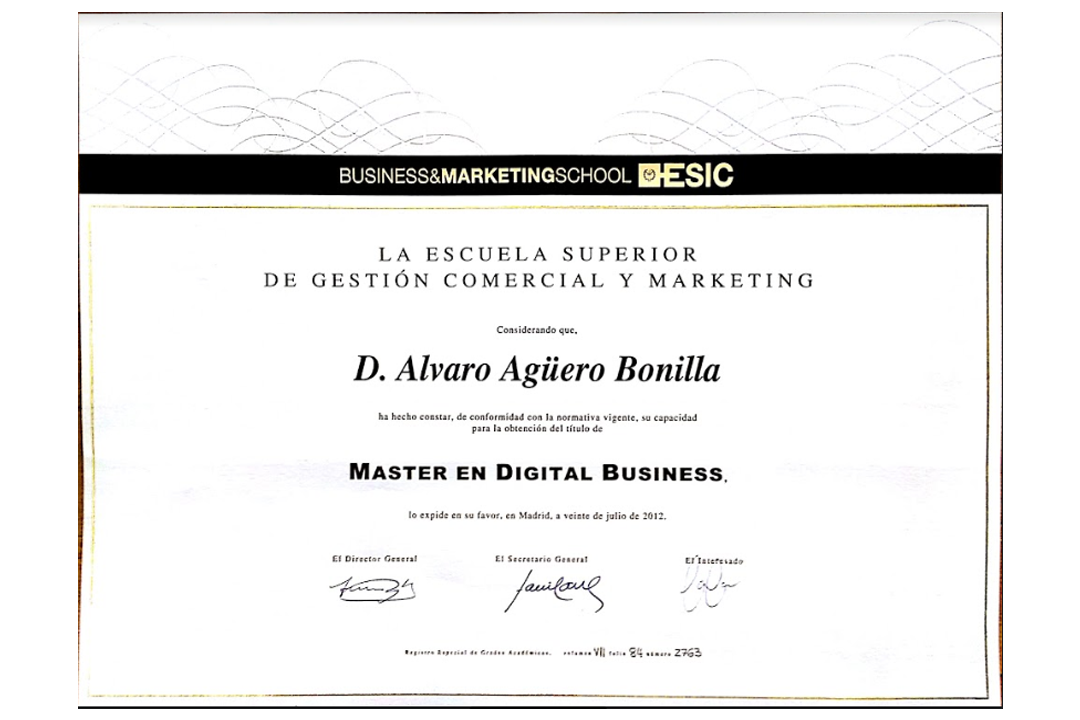 BUSINESS&MARKETINGSCHOOL ESIC
LA ESCUELA SUPERIOR
DE GESTIÓN COMERCIAL Y MARKETING
Considerando que,
D. Alvaro Agüero Bonilla
ha hecho constar, de conformidad con la normativa vigente, su capacidad
para la obtención del título de
MASTER EN DIGITAL BUSINESS,
lo expide en su favor, en Madrid, a veinte de julio de 2012.
El Director General El Secretario General El Interesado
Registro Especial de Grados Académicos. volumen VII folio 84 número 2763